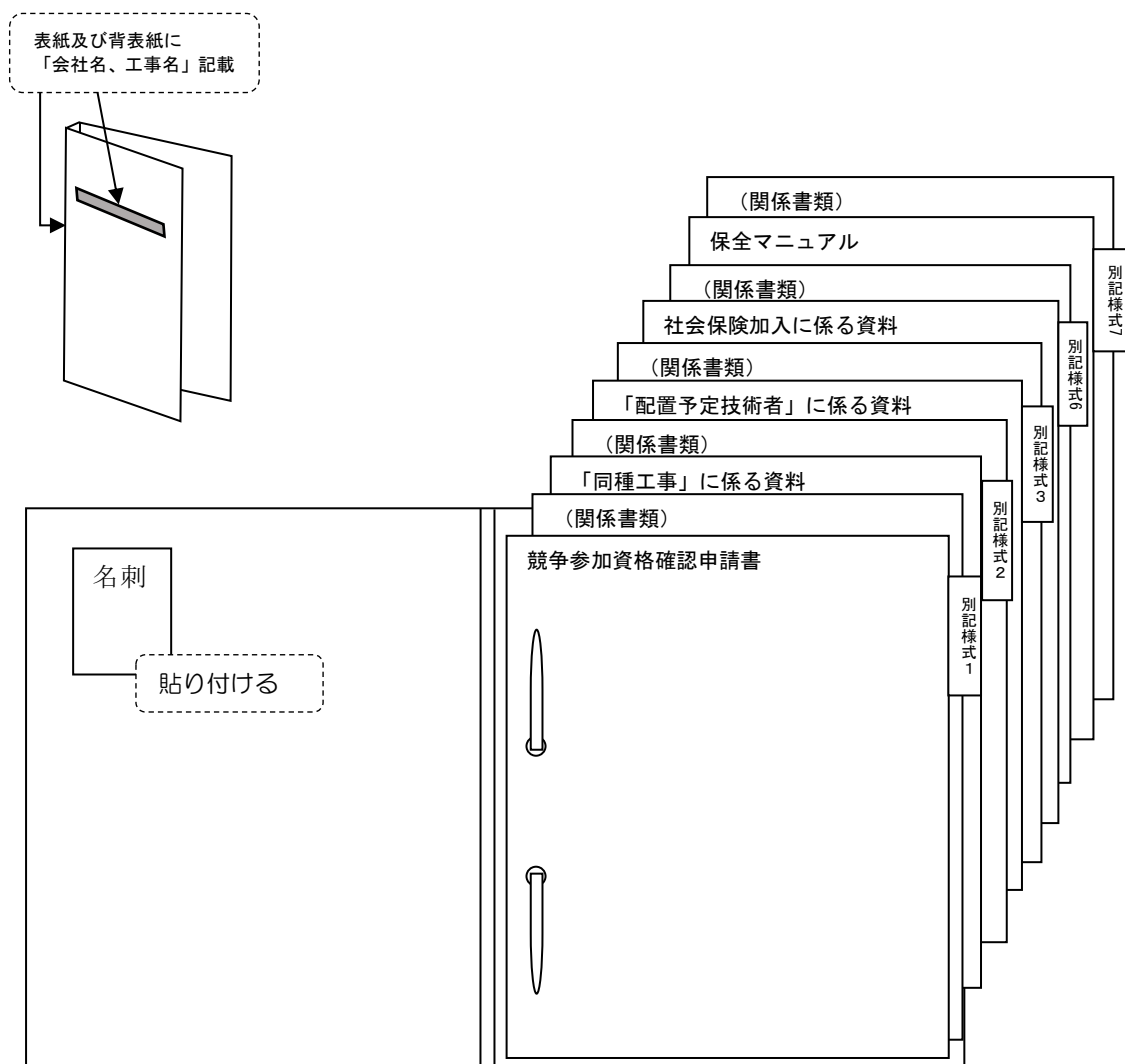 表紙及び背表紙に
「会社名、工事名」記載
（関係書類）
保全マニュアル
別記様式7
（関係書類）
社会保険加入に係る資料
別記様式6
（関係書類）
「配置予定技術者」に係る資料
別記様式3
（関係書類）
「同種工事」に係る資料
別記様式2
（関係書類）
競争参加資格確認申請書
別記様式1
名刺
貼り付ける